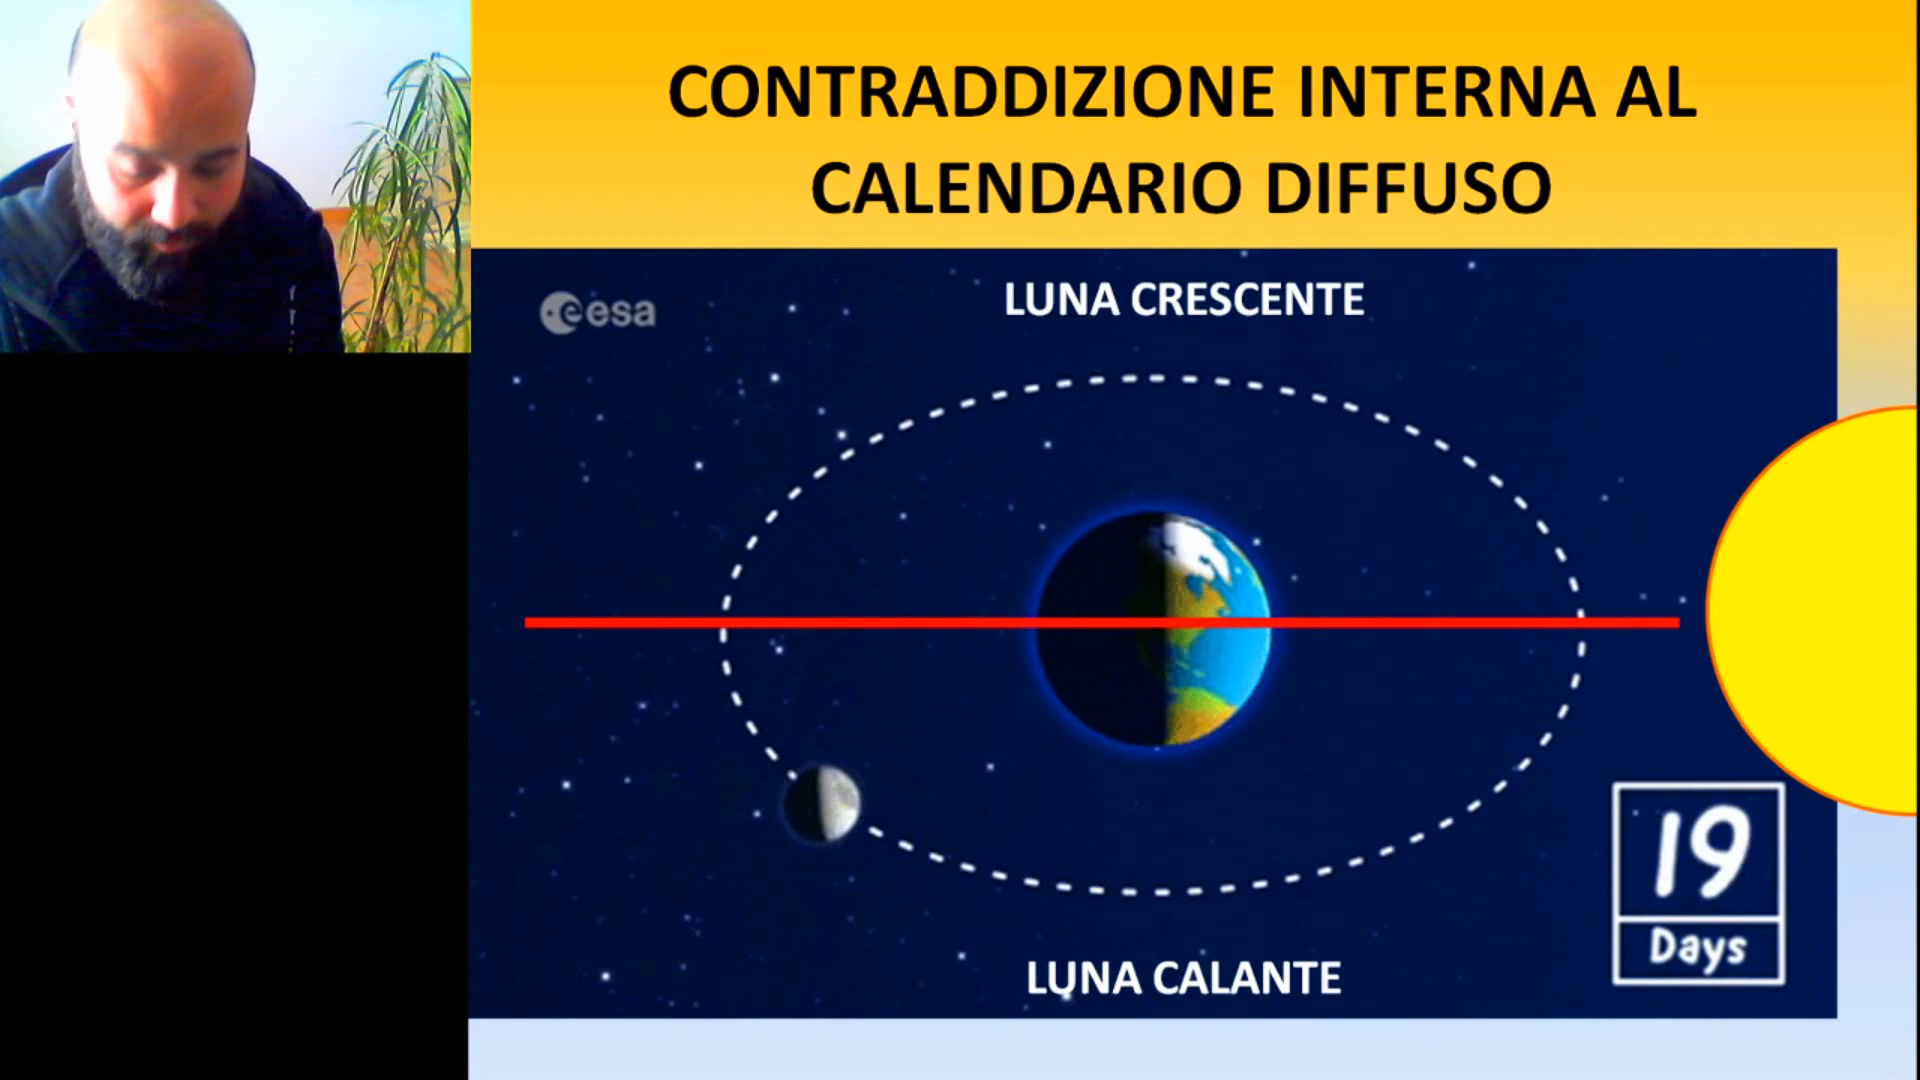 CONTRADDIZIONE INTERNA AL
CALENDARIO DIFFUSO
esa
LUNA CRESCENTE
19
Days
LUNA CALANTE